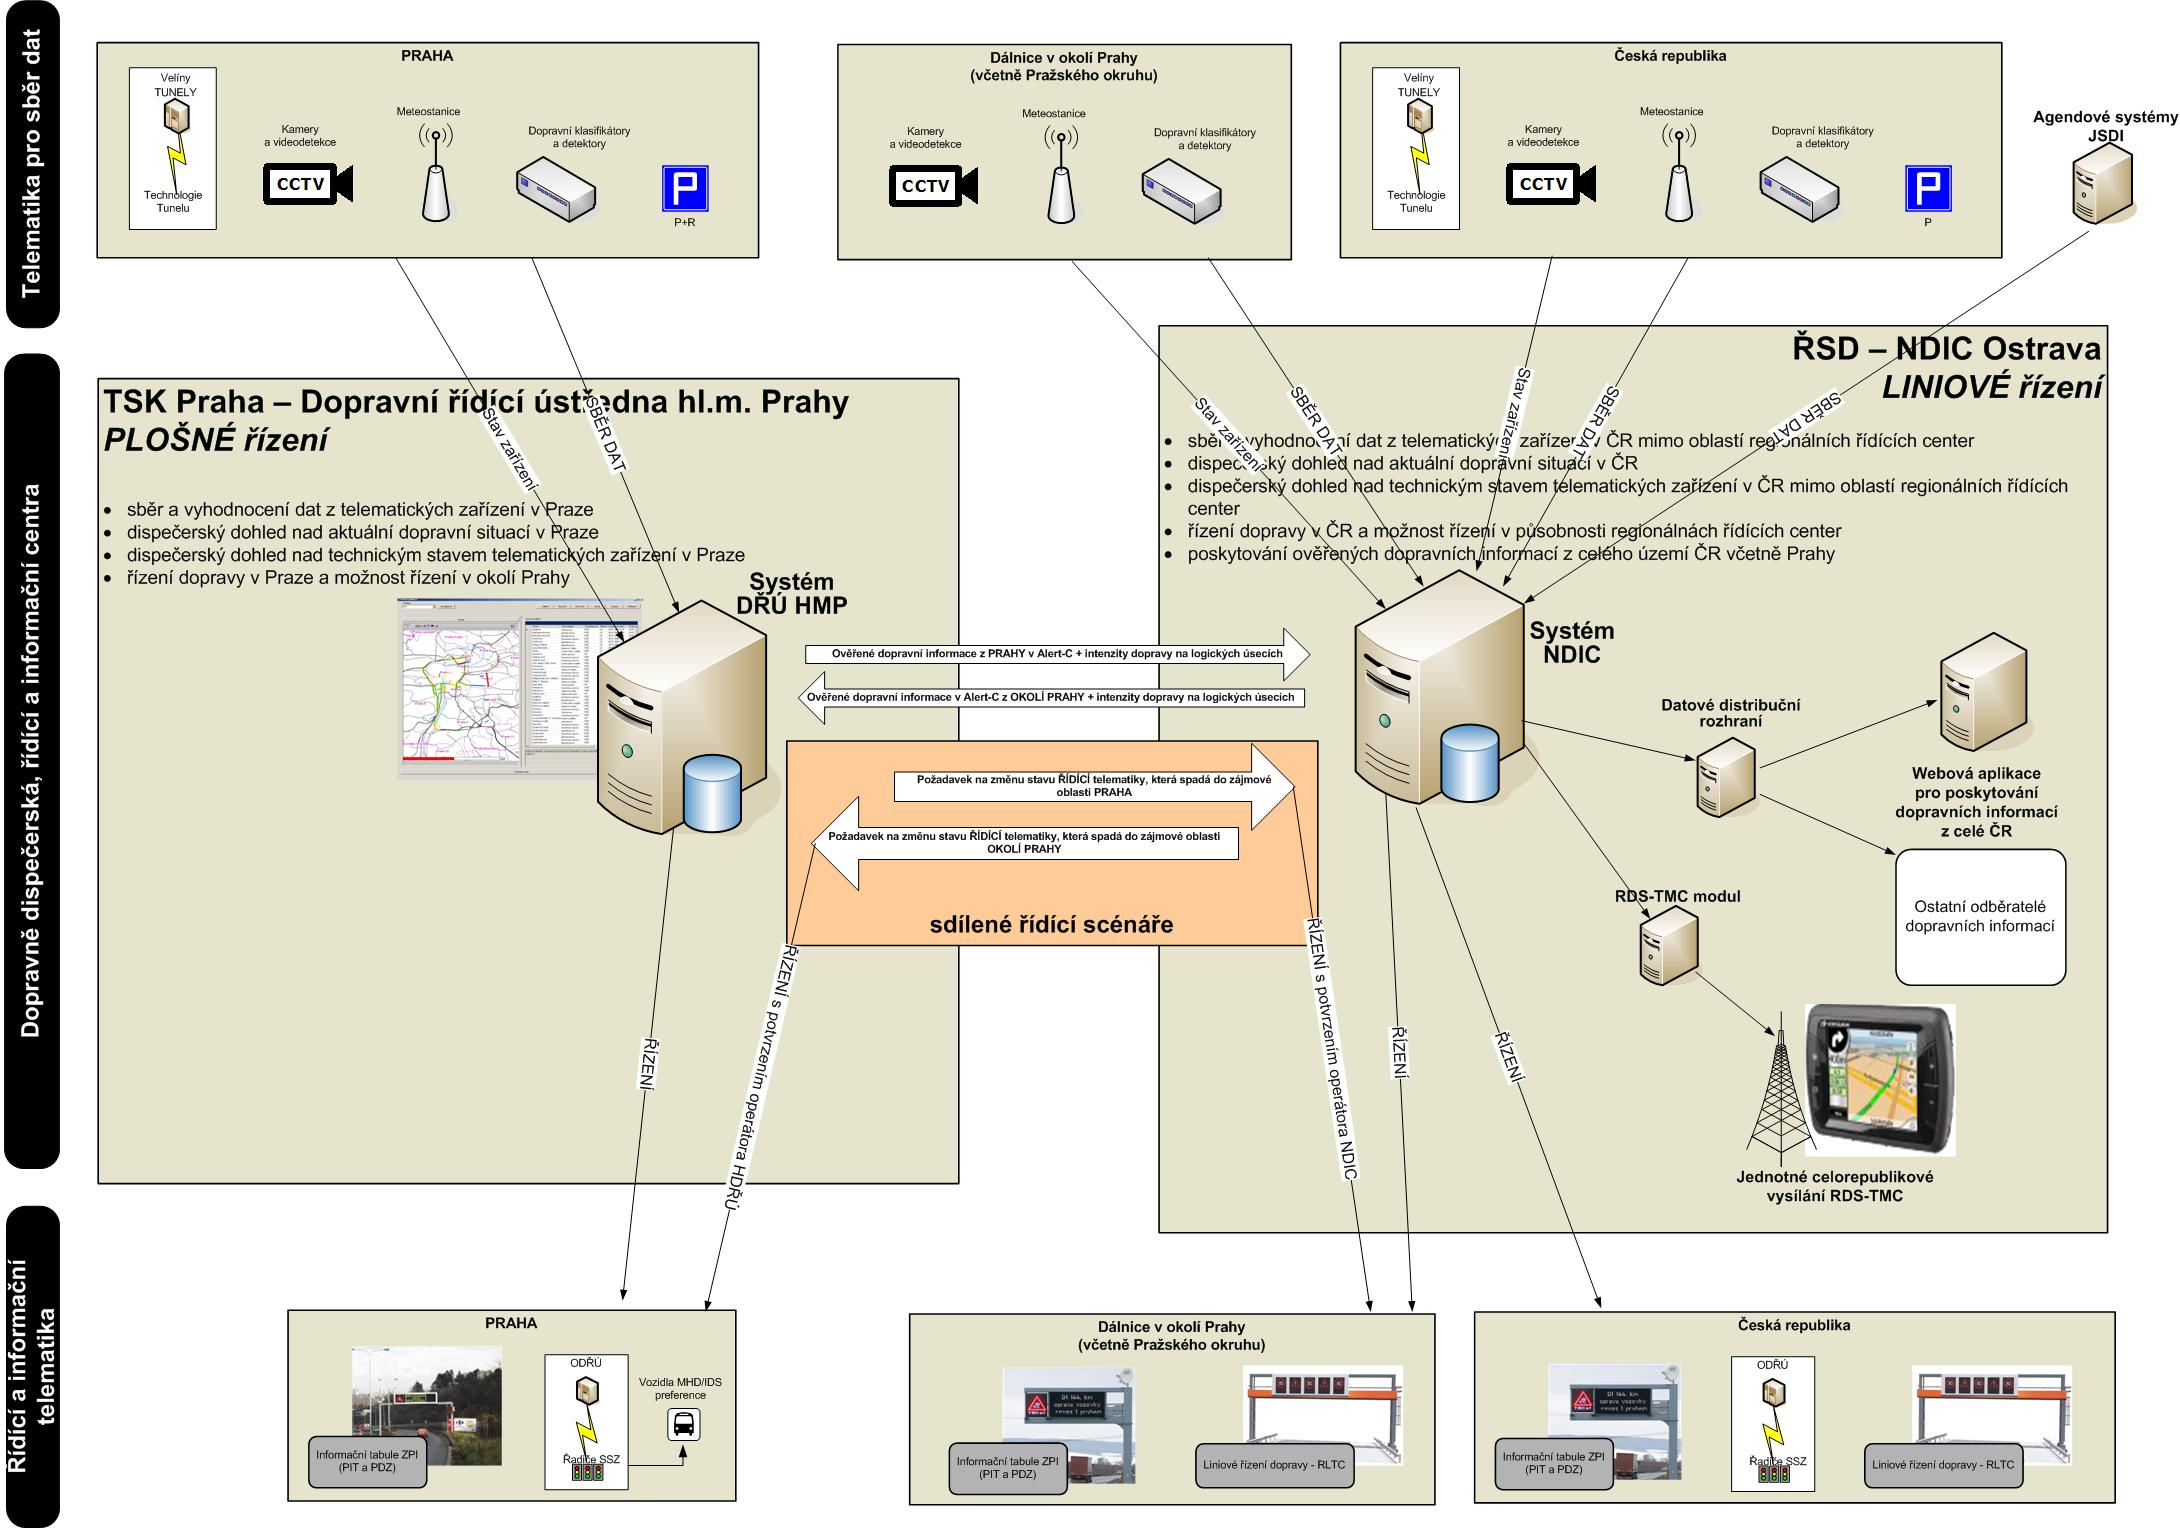 Telematika pro sběr dat
PRAHA
Velíny
TUNELY
Technologie
Tunelu
Kamery
a videodetekce
CCTV
Meteostanice
Dopravní klasifikátory
a detektory
P
P+R
Dálnice v okolí Prahy
(včetně Pražského okruhu)
Kamery
a videodetekce
CCTV
Meteostanice
Dopravní klasifikátory
a detektory
Česká republika
Velíny
TUNELY
Technologie
Tunelu
Kamery
a videodetekce
CCTV
Meteostanice
Dopravní klasifikátory
a detektory
P
P
Agendové systémy
JSDI
Dopravně dispečerská, řídící a informační centra
TSK Praha – Dopravní řídící ústředna hl.m. Prahy
PLOŠNÉ řízení
Stav zařízení
SBĚR DAT
• sběr a vyhodnocení dat z telematických zařízení v Praze
• dispečerský dohled nad aktuální dopravní situací v Praze
• dispečerský dohled nad technickým stavem telematických zařízení v Praze
• řízení dopravy v Praze a možnost řízení v okolí Prahy
Systém
DŘÚ HMP
ŘSD – NDIC Ostrava
LINIOVÉ řízení
Stav zařízení
SBĚR DAT
Stav zařízení
SBĚR DAT
SBĚR DAT
• sběr a vyhodnocení dat z telematických zařízení v ČR mimo oblastí regionálních řídících center
• dispečerský dohled nad aktuální dopravní situací v ČR
• dispečerský dohled nad technickým stavem telematických zařízení v ČR mimo oblastí regionálních řídících
center
• řízení dopravy v ČR a možnost řízení v působnosti regionálnách řídících center
• poskytování ověřených dopravních informací z celého území ČR včetně Prahy
Systém
NDIC
Ověřené dopravní informace z PRAHY v Alert-C + intenzity dopravy na logických úsecích
Ověřené dopravní informace v Alert-C z OKOLÍ PRAHY + intenzity dopravy na logických úsecích
Požadavek na změnu stavu ŘÍDÍCÍ telematiky, která spadá do zájmové
oblasti PRAHA
Požadavek na změnu stavu ŘÍDÍCÍ telematiky, která spadá do zájmové oblasti
OKOLÍ PRAHY
sdílené řídící scénáře
Datové distribuční
rozhraní
Webová aplikace
pro poskytování
dopravních informací
z celé ČR
Ostatní odběratelé
dopravních informací
RDS-TMC modul
Jednotné celorepublikové
vysílání RDS-TMC
ŘÍZENÍ
ŘÍZENÍ s potvrzením operátora HDŘÚ
ŘÍZENÍ s potvrzením operátora NDIC
ŘÍZENÍ
ŘÍZENÍ
Řídící a informační
telematika
PRAHA
Informační tabule ZPI
(PIT a PDZ)
ODŘÚ
Řadiče SSZ
Vozidla MHD/IDS
preference
Dálnice v okolí Prahy
(včetně Pražského okruhu)
D1 144. km
oprava vozovky
Informační tabule ZPI
(PIT a PDZ)
Liniové řízení dopravy - RLTC
Česká republika
D1 144. km
oprava vozovky
Informační tabule ZPI
(PIT a PDZ)
ODŘÚ
Řadiče SSZ
Liniové řízení dopravy - RLTC